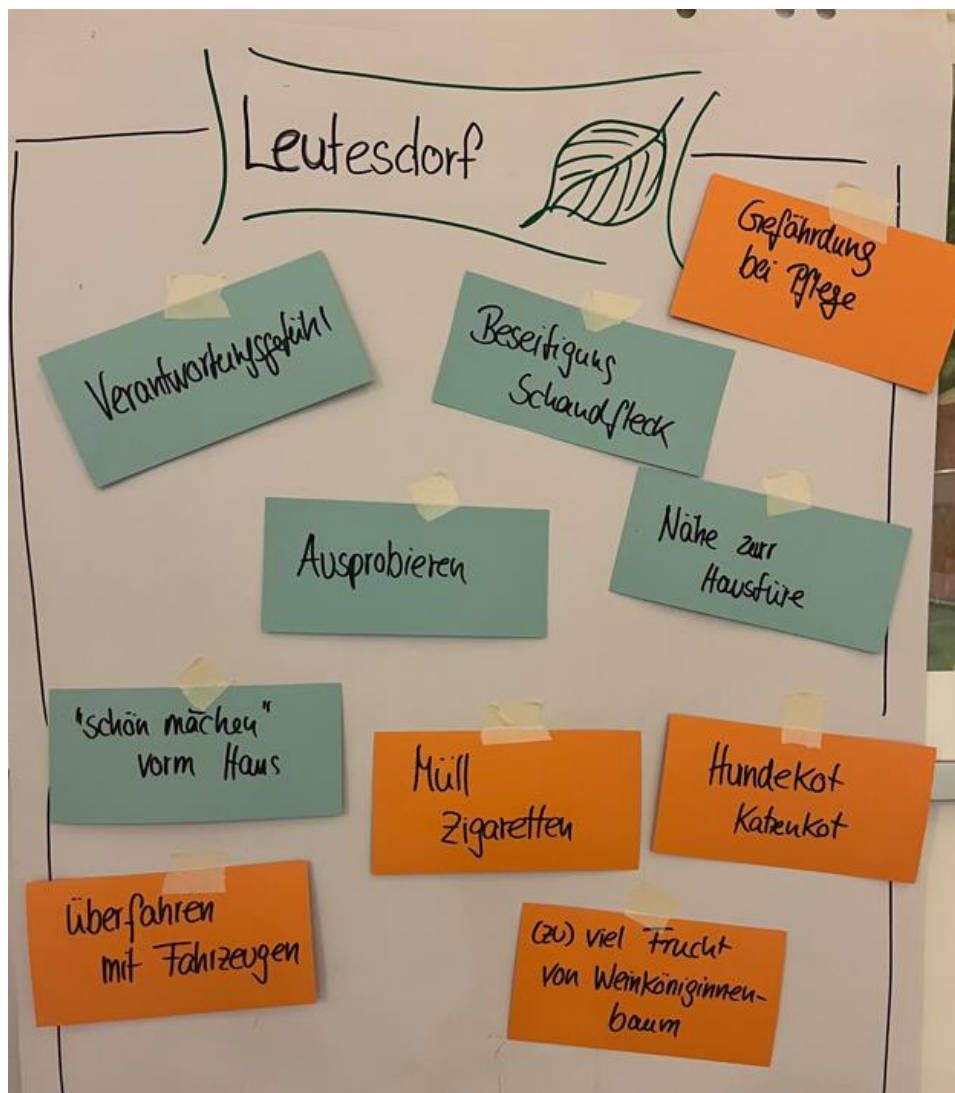 Leutesdorf
Gefährdung
bei Pflege
Verantwortungsgefühl
Beseitigung
Schandfleck
Ausprobieren
Nähe zurr
Haustüre
"schön machen"
vorm Haus
Müll
Zigaretten
Hundekot
Katzenkot
überfahren
mit Fahrzeugen
(zu) viel Frucht
von Weinköniginnen-
baum